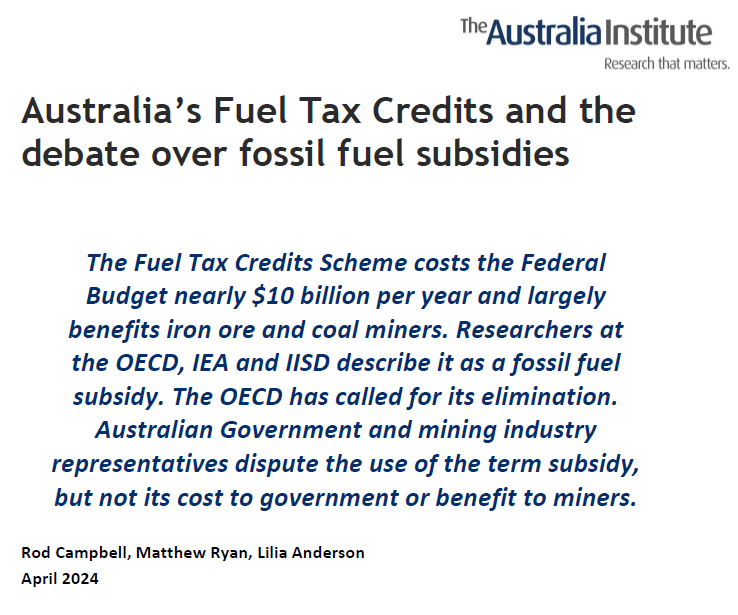 The Australia Institute
Research that matters.
Australia’s Fuel Tax Credits and the
debate over fossil fuel subsidies
The Fuel Tax Credits Scheme costs the Federal
Budget nearly $10 billion per year and largely
benefits iron ore and coal miners. Researchers at
the OECD, IEA and IISD describe it as a fossil fuel
subsidy. The OECD has called for its elimination.
Australian Government and mining industry
representatives dispute the use of the term subsidy,
but not its cost to government or benefit to miners.
Rod Campbell, Matthew Ryan, Lilia Anderson
April 2024